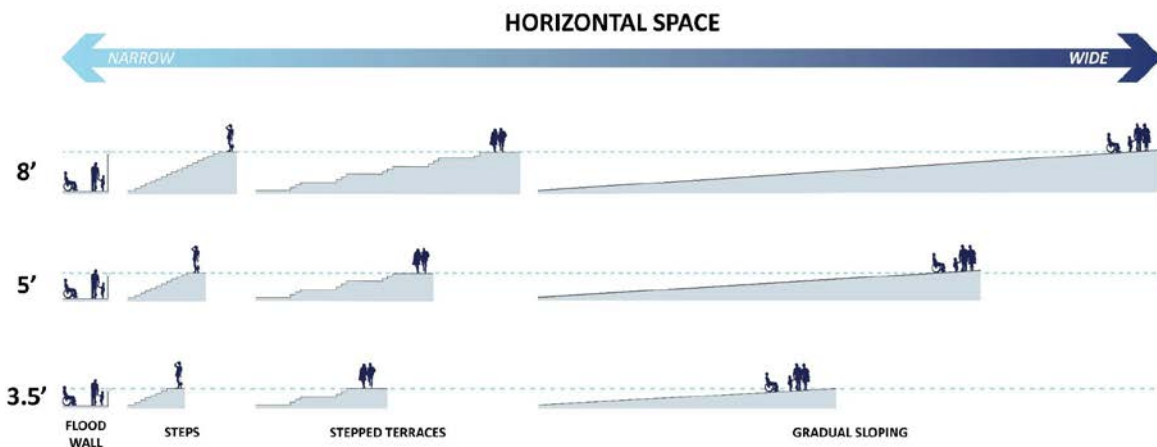 HORIZONTAL SPACE
NARROW
WIDE
8'
5'
3.5'
FLOOD
WALL
STEPS
STEPPED TERRACES
GRADUAL SLOPING